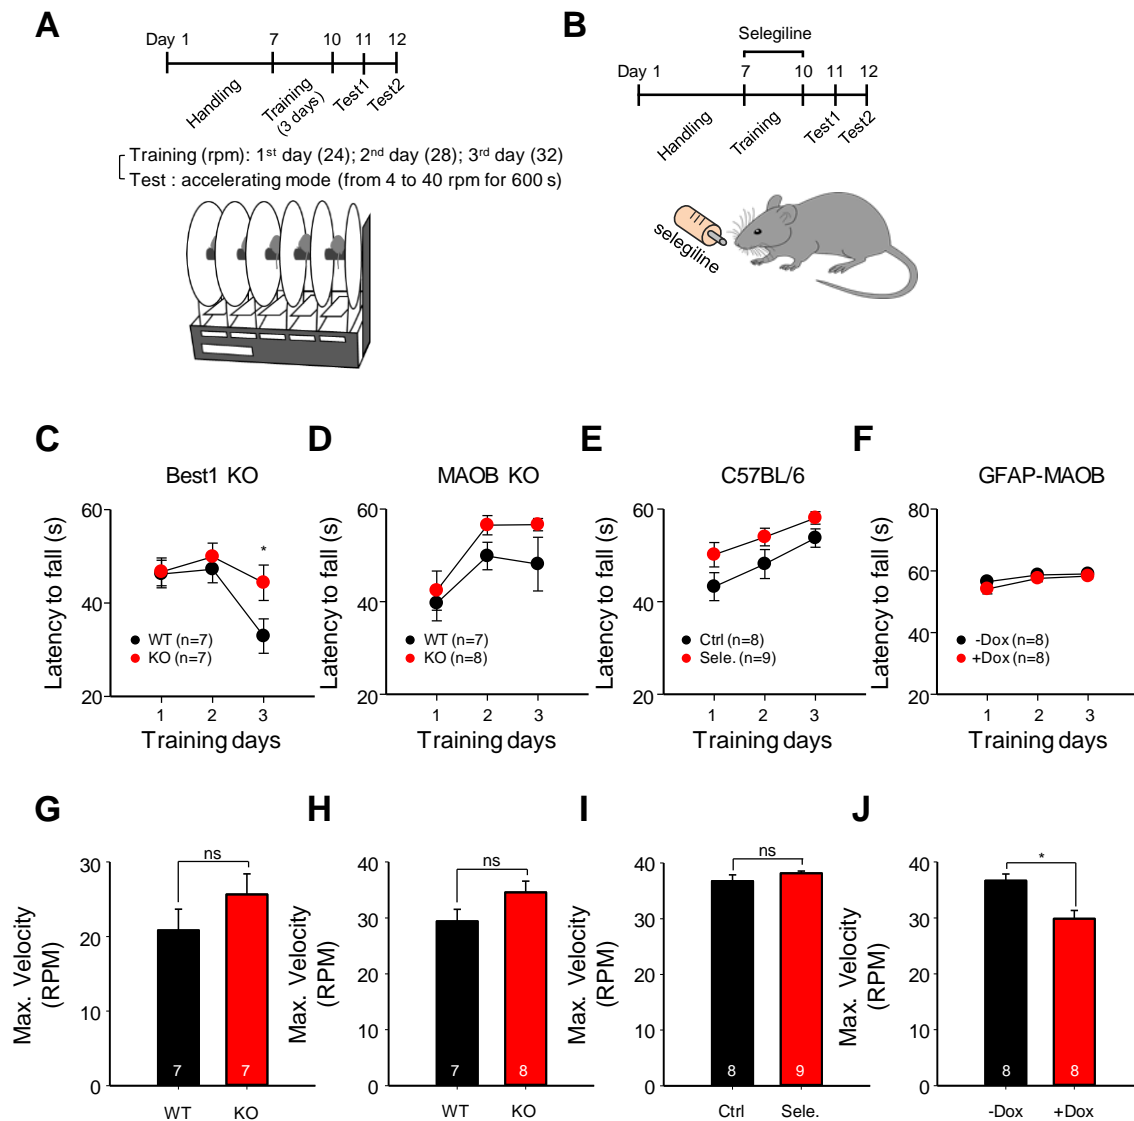 A
Day 1 7 10 11 12
Handling
Training
(3 days)
Test1
Test2
Training (rpm): 1st day (24); 2nd day (28); 3rd day (32)
Test : accelerating mode (from 4 to 40 rpm for 600 s)
B
Selegiline
Day 1 7 10 11 12
Handling
Training
Test1
Test2
selegiline
C
Best1 KO
Latency to fall (s)
60
40
20
*
WT (n=7)
KO (n=7)
1 2 3
Training days
D
MAOB KO
Latency to fall (s)
60
40
20
WT (n=7)
KO (n=8)
1 2 3
Training days
E
C57BL/6
Latency to fall (s)
60
40
20
Ctrl (n=8)
Sele. (n=9)
1 2 3
Training days
F
GFAP-MAOB
Latency to fall (s)
80
60
40
20
-Dox (n=8)
+Dox (n=8)
1 2 3
Training days
G
Max. Velocity
(RPM)
30
20
10
0
ns
7 7
WT KO
H
Max. Velocity
(RPM)
40
30
20
10
0
ns
7 8
WT KO
I
Max. Velocity
(RPM)
40
30
20
10
0
ns
8 9
Ctrl Sele.
J
Max. Velocity
(RPM)
40
30
20
10
0
*
8 8
-Dox +Dox